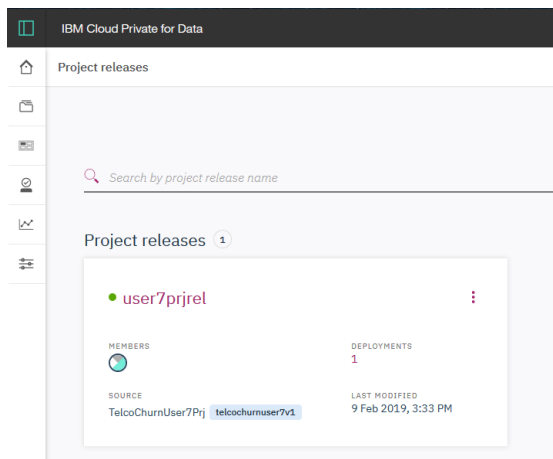 IBM Cloud Private for Data
Project releases
Search by project release name
Project releases 1
user7prjrel
MEMBERS DEPLOYMENTS
1
SOURCE LAST MODIFIED
TelcoChurnUser7Prj telcochurnuser7v1 9 Feb 2019, 3:33 PM